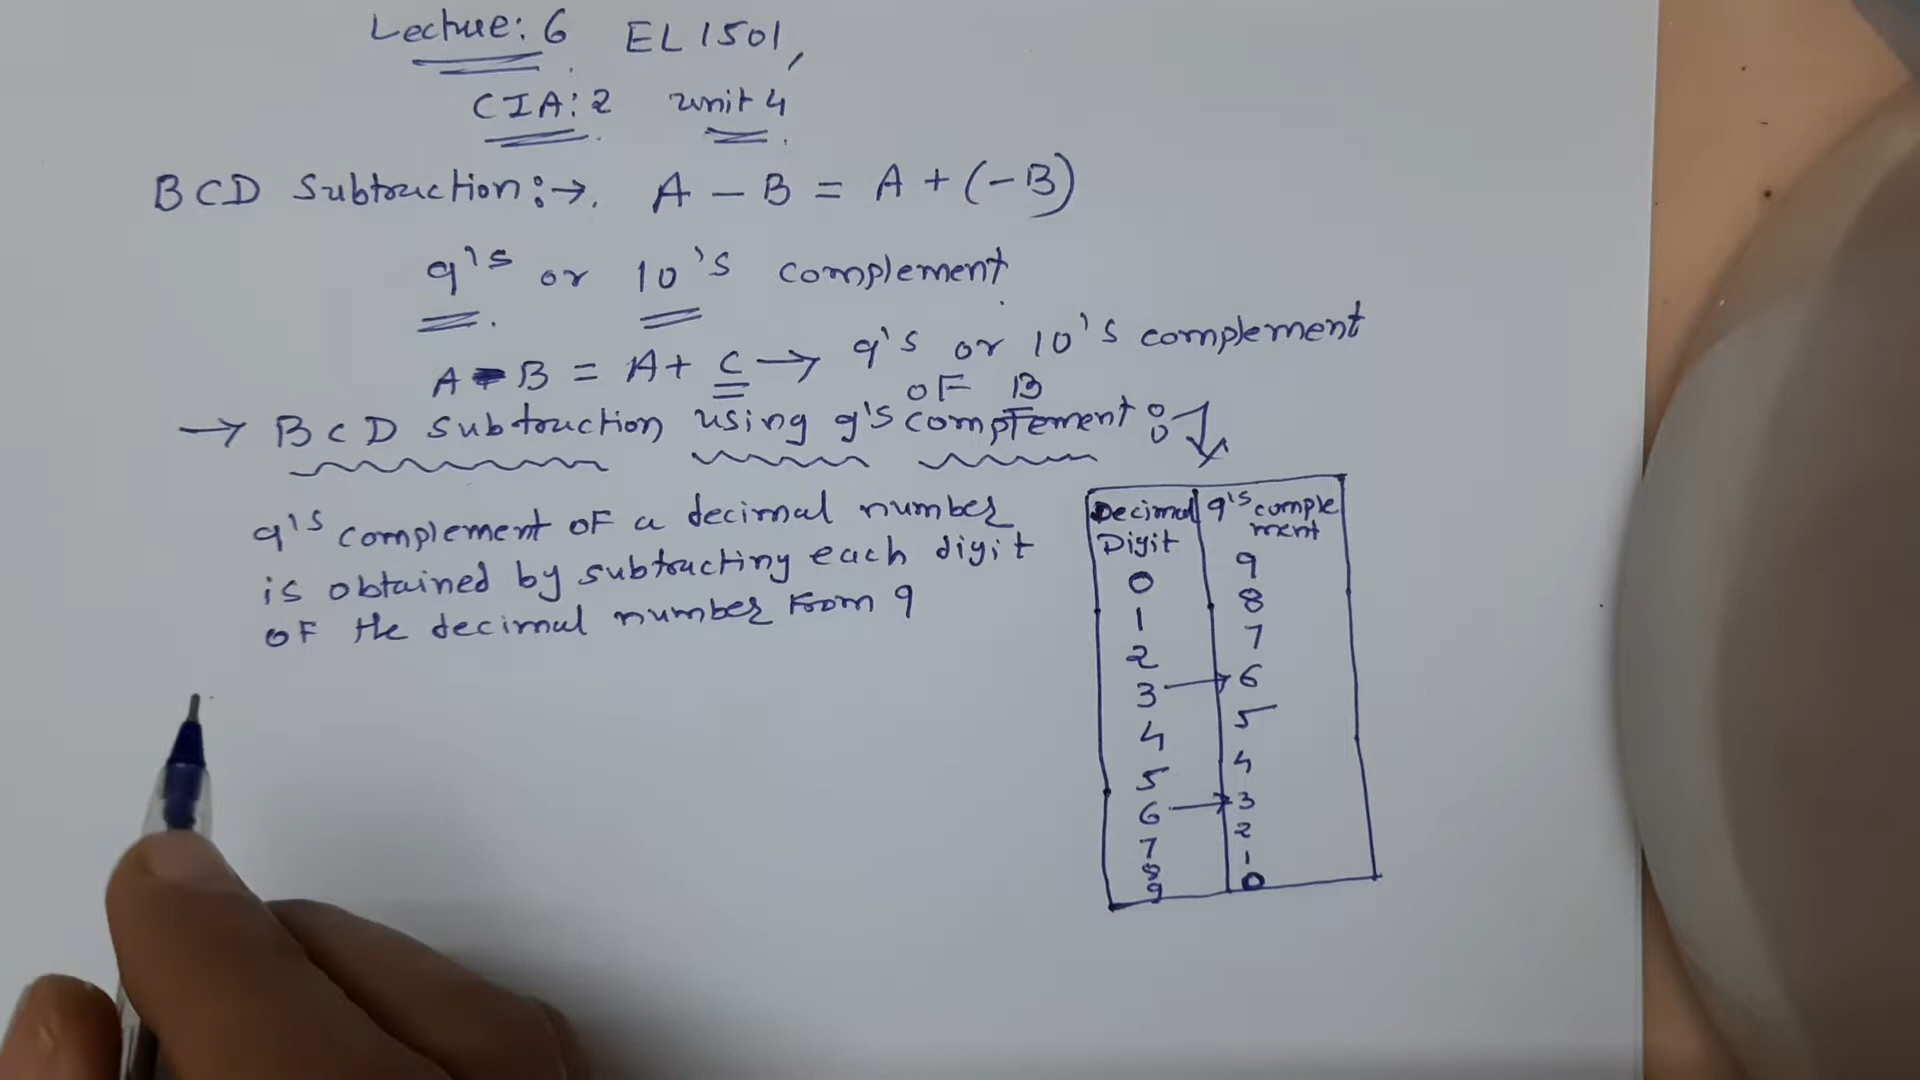 Lecture: 6 EL1501,
CIA: 2 unit 4
BCD Subtraction:→. A − B = A + (−B)
9's or 10's complement
A - B = A + C → 9's or 10's complement
OF B
→ BCD subtraction using 9's complement:
9's complement OF a decimal number
is obtained by subtracting each digit
OF the decimal number From 9
Decimal Digit 9's comple ment
0 9
1 8
2 7
3 → 6
4 5
5 4
6 → 3
7 2
8 1
9 0